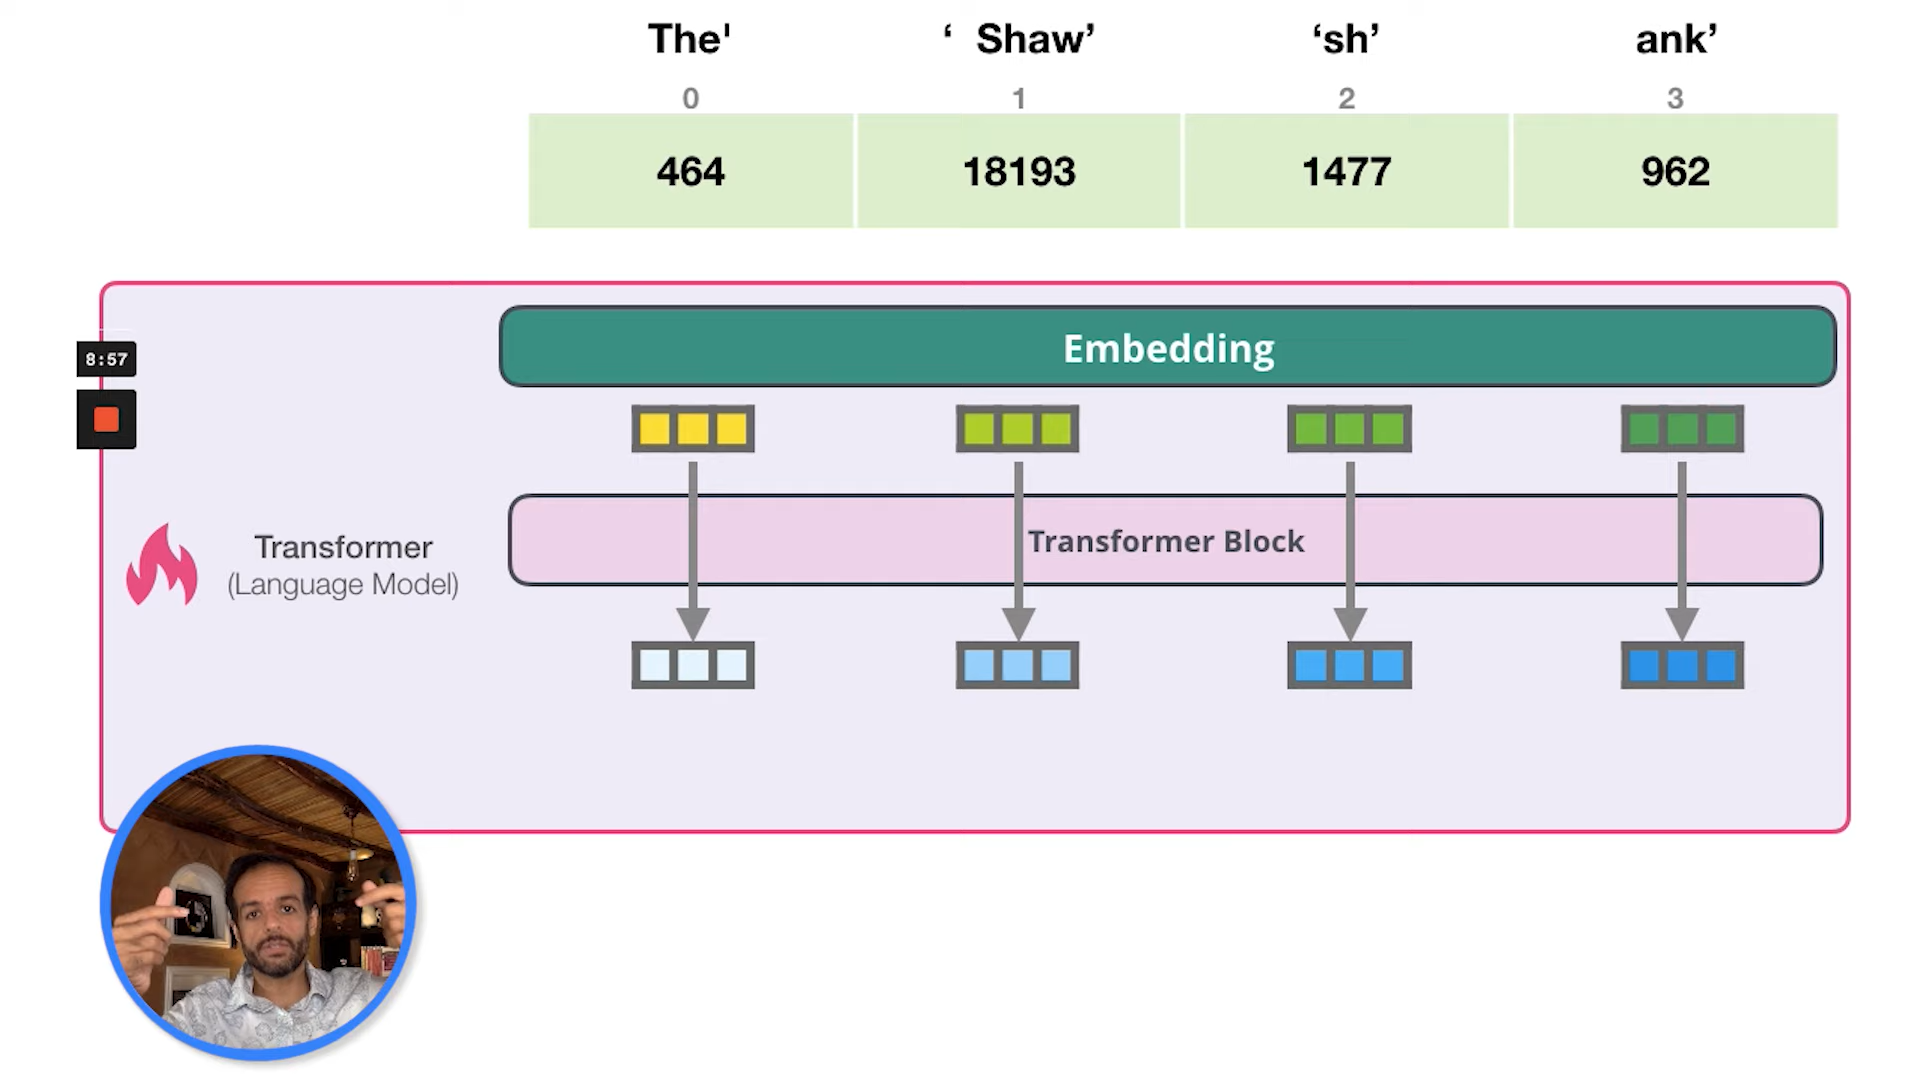 The' ‘ Shaw’ ‘sh’ ank’
0 1 2 3
464 18193 1477 962
Embedding
8:57
Transformer Block
Transformer
(Language Model)